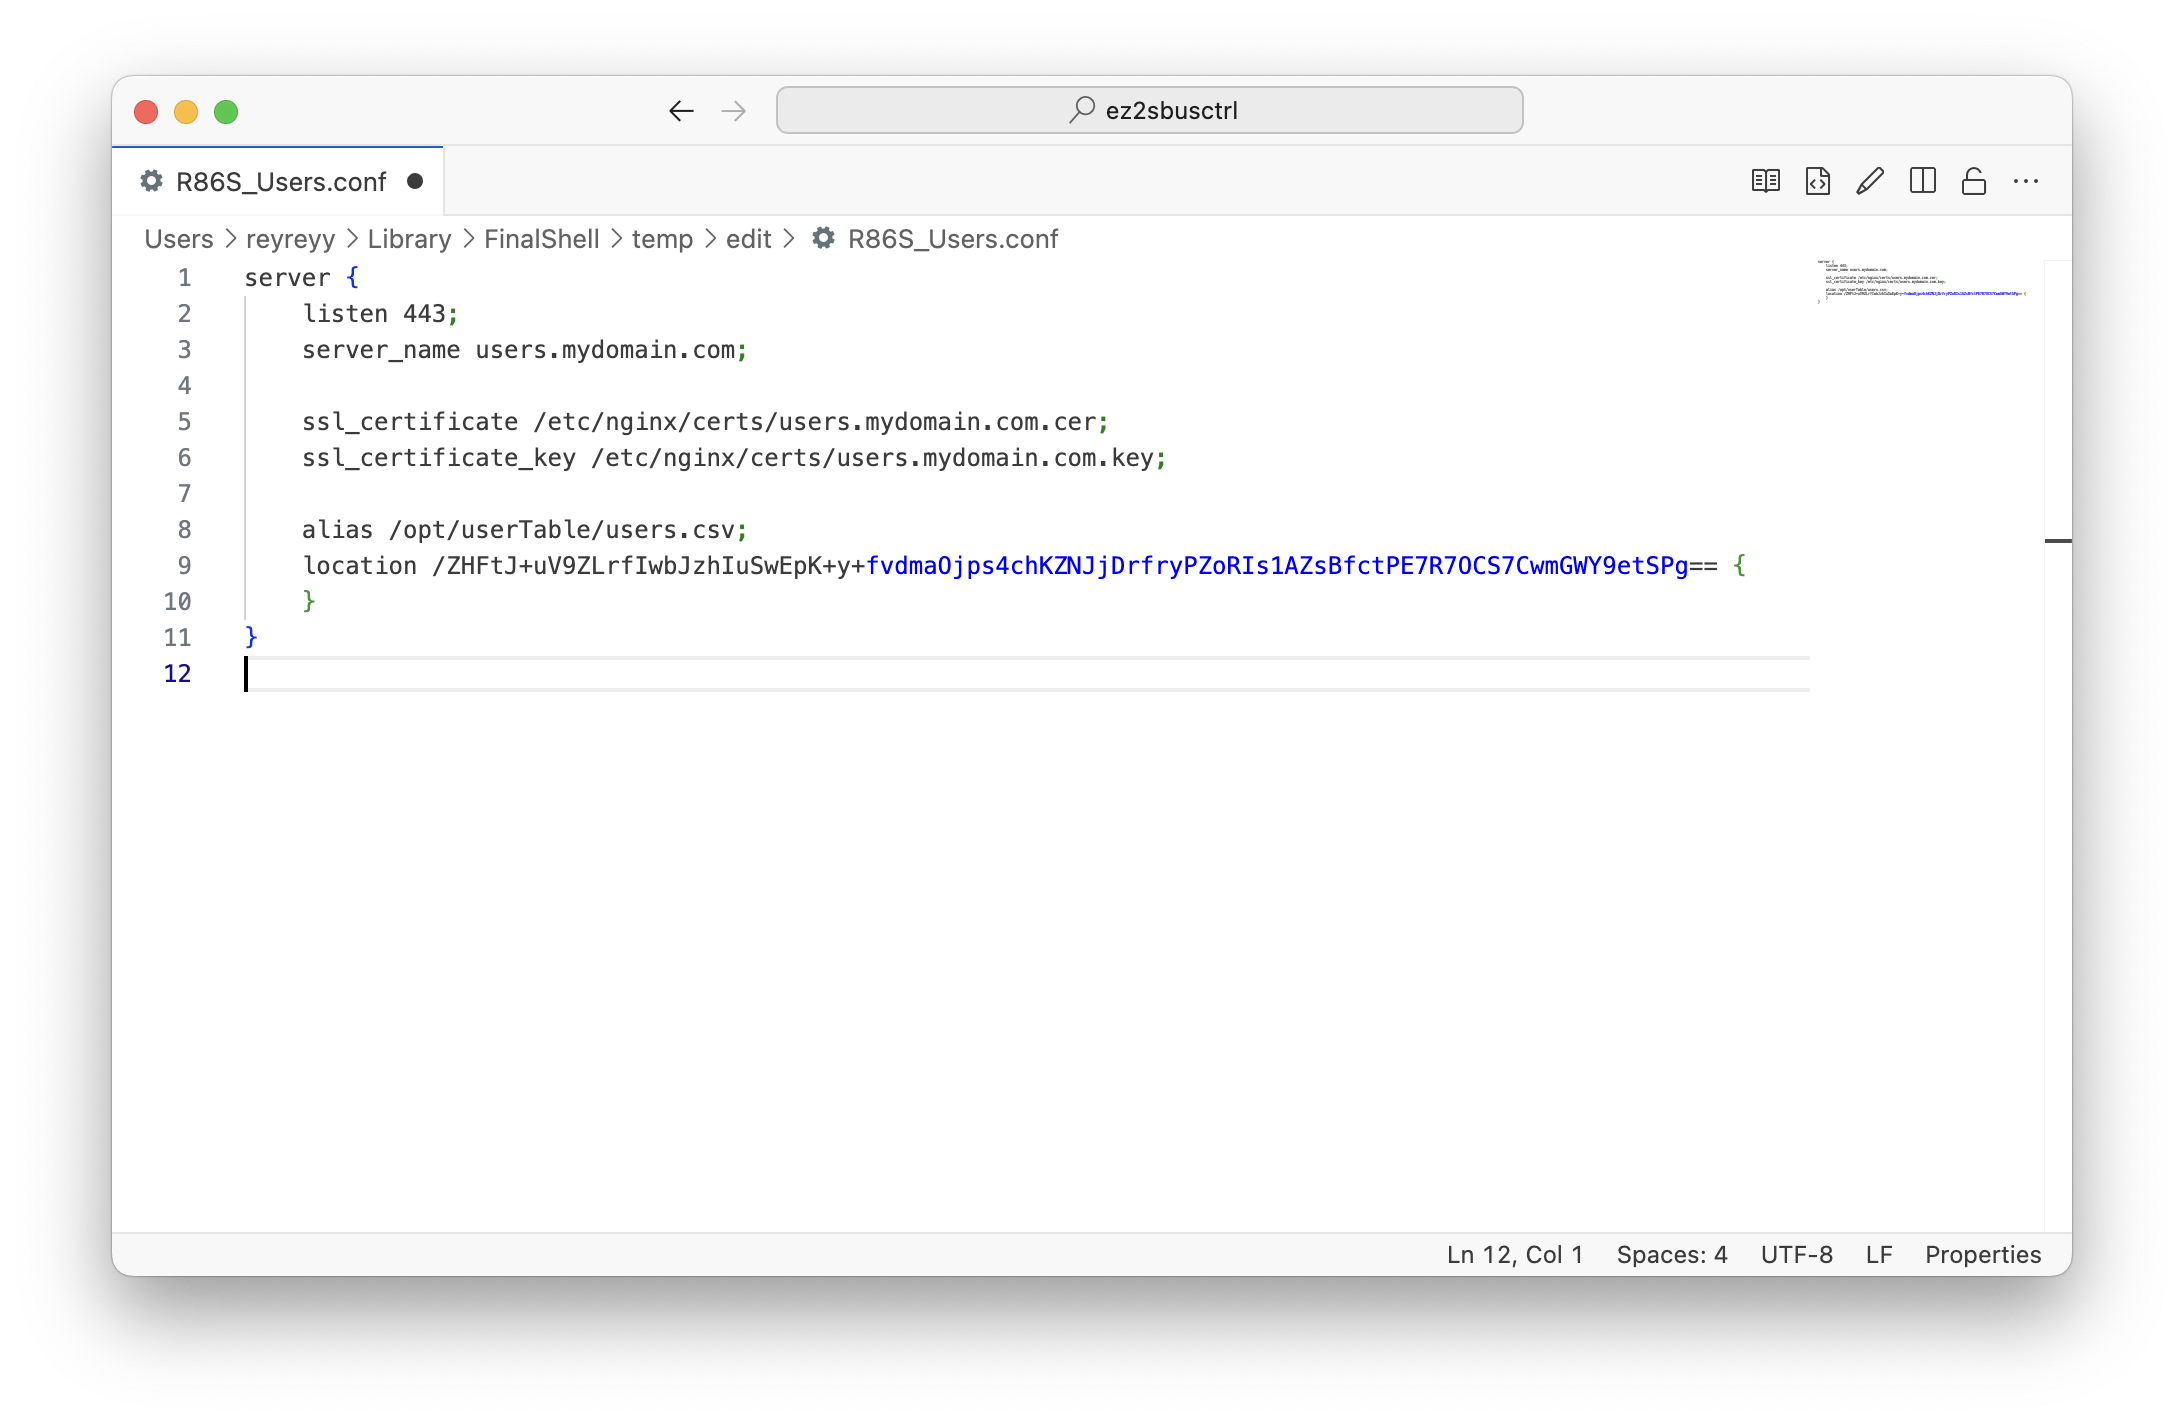 ez2sbusctrl
R86S_Users.conf
Users > reyreyy > Library > FinalShell > temp > edit > R86S_Users.conf
1 server {
2 listen 443;
3 server_name users.mydomain.com;
4
5 ssl_certificate /etc/nginx/certs/users.mydomain.com.cer;
6 ssl_certificate_key /etc/nginx/certs/users.mydomain.com.key;
7
8 alias /opt/userTable/users.csv;
9 location /ZHFtJ+uV9ZLrfIwbJzhIuSwEpK+y+fvdmaOjps4chKZNJjDrfryPZoRIs1AZsBfctPE7R7OCS7CwmGWY9etSPg== {
10 }
11 }
12
Ln 12, Col 1 Spaces: 4 UTF-8 LF Properties